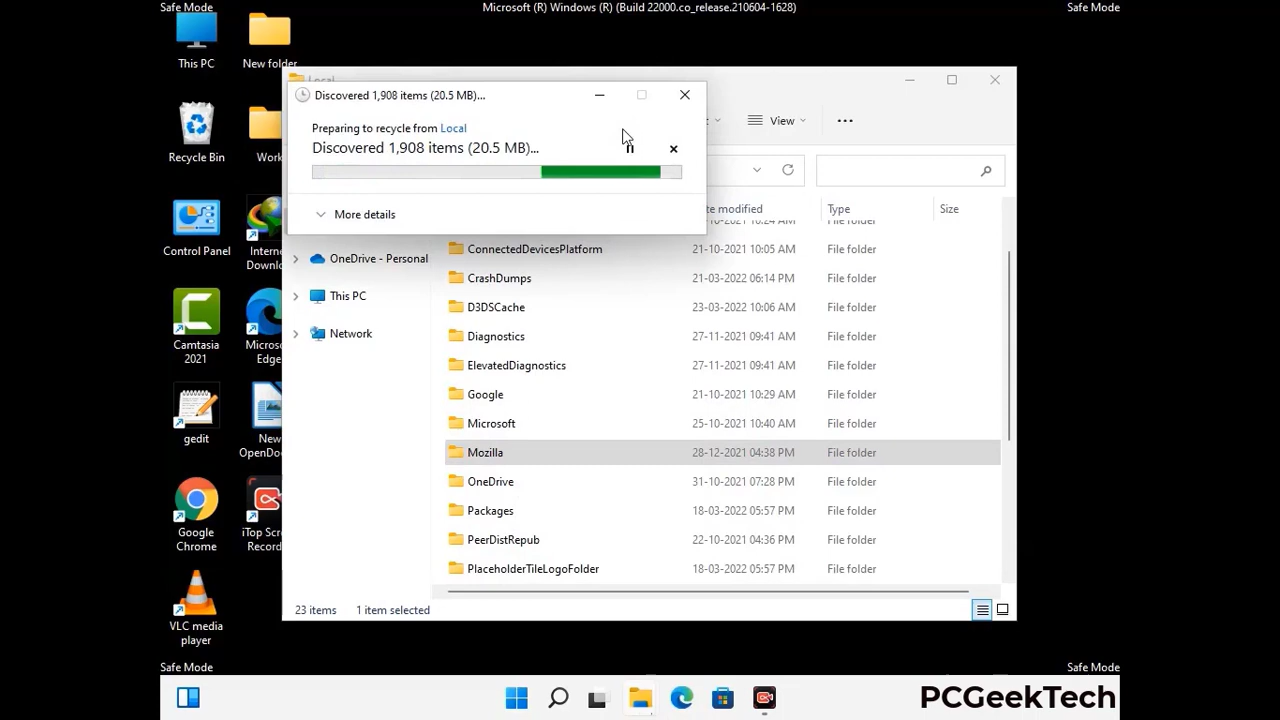 Safe Mode
Microsoft (R) Windows (R) (Build 22000.co_release.210604-1628)
Safe Mode
This PC
New folder
Recycle Bin
Work
Control Panel
Camtasia
2021
gedit
New
Google
Chrome
VLC media
player
Edge
Local
Discovered 1,908 items (20.5 MB)...
Preparing to recycle from Local
Discovered 1,908 items (20.5 MB)...
More details
View
Type
Size
OneDrive - Personal
This PC
Network
ConnectedDevicesPlatform 21-10-2021 10:05 AM File folder
CrashDumps 21-03-2022 06:14 PM File folder
D3DSCache 23-03-2022 10:06 AM File folder
Diagnostics 27-11-2021 09:41 AM File folder
ElevatedDiagnostics 27-11-2021 09:41 AM File folder
Google 21-10-2021 10:29 AM File folder
Microsoft 25-10-2021 10:40 AM File folder
Mozilla 28-12-2021 04:38 PM File folder
OneDrive 31-10-2021 07:28 PM File folder
Packages 18-03-2022 05:57 PM File folder
PeerDistRepub 22-10-2021 04:36 PM File folder
PlaceholderTileLogoFolder 18-03-2022 05:57 PM File folder
23 items 1 item selected
Safe Mode
Safe Mode
PCGeekTech